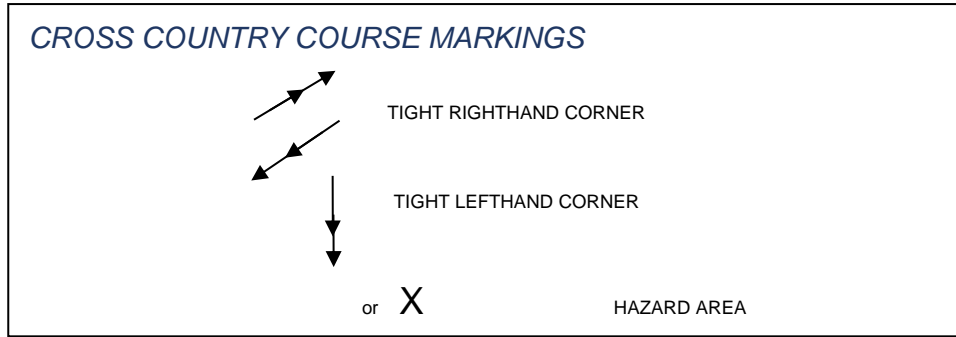 CROSS COUNTRY COURSE MARKINGS
TIGHT RIGHTHAND CORNER
TIGHT LEFTHAND CORNER
or X HAZARD AREA